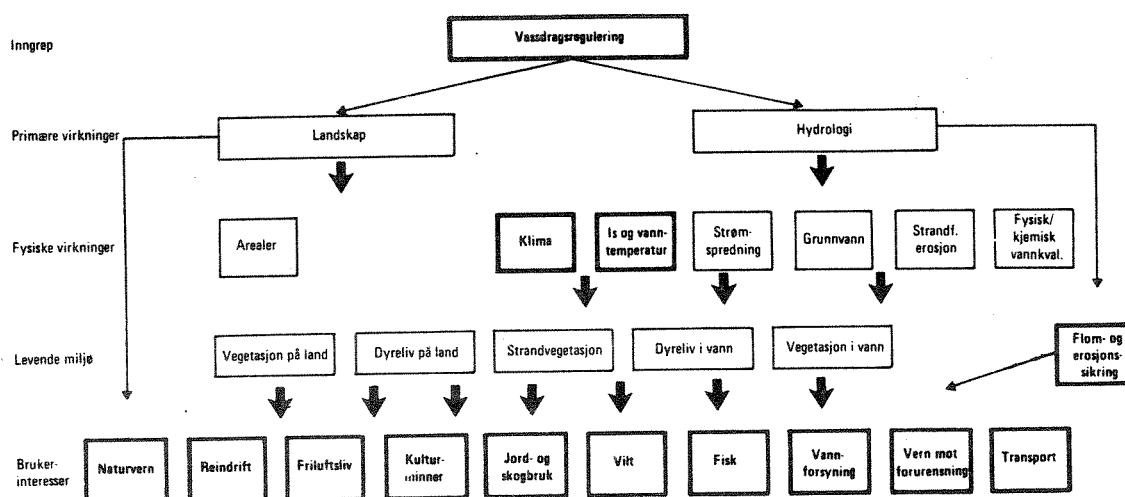 Inngrep
Vassdragsregulering
Primære virkninger
Landskap
Hydrologi
Fysiske virkninger
Arealer
Klima
Is og vann-
temperatur
Strøm-
spredning
Grunnvann
Strandf.
erosjon
Fysisk/
kjemisk
vannkval.
Levende miljø
Vegetasjon på land
Dyreliv på land
Strandvegetasjon
Dyreliv i vann
Vegetasjon i vann
Flom- og
erosjons-
sikring
Bruker-
interesser
Naturvern
Reindrift
Friluftsliv
Kultur-
minner
Jord- og
skogbruk
Vilt
Fisk
Vann-
forsyning
Vern mot
forurensning
Transport